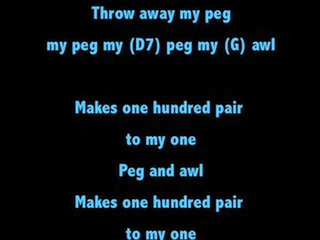 Throw away my peg
my peg my (D7) peg my (G) awl
Makes one hundred pair
to my one
Peg and awl
Makes one hundred pair
to my one